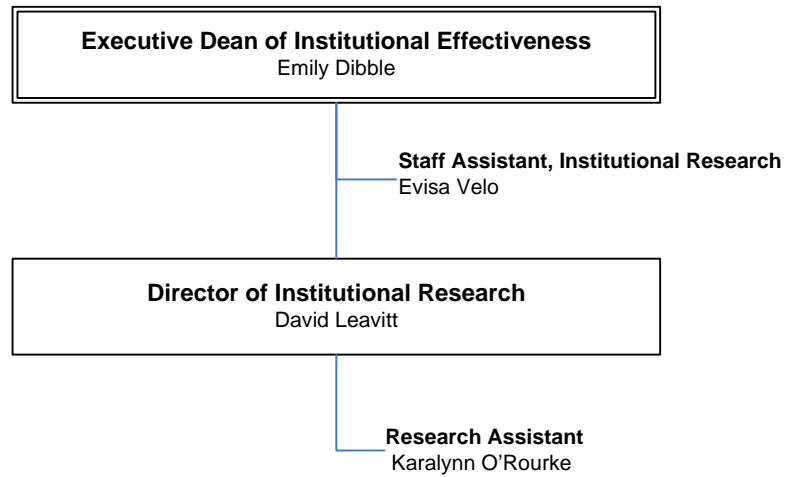 Executive Dean of Institutional Effectiveness
Emily Dibble
Staff Assistant, Institutional Research
Evisa Velo
Director of Institutional Research
David Leavitt
Research Assistant
Karalynn O’Rourke